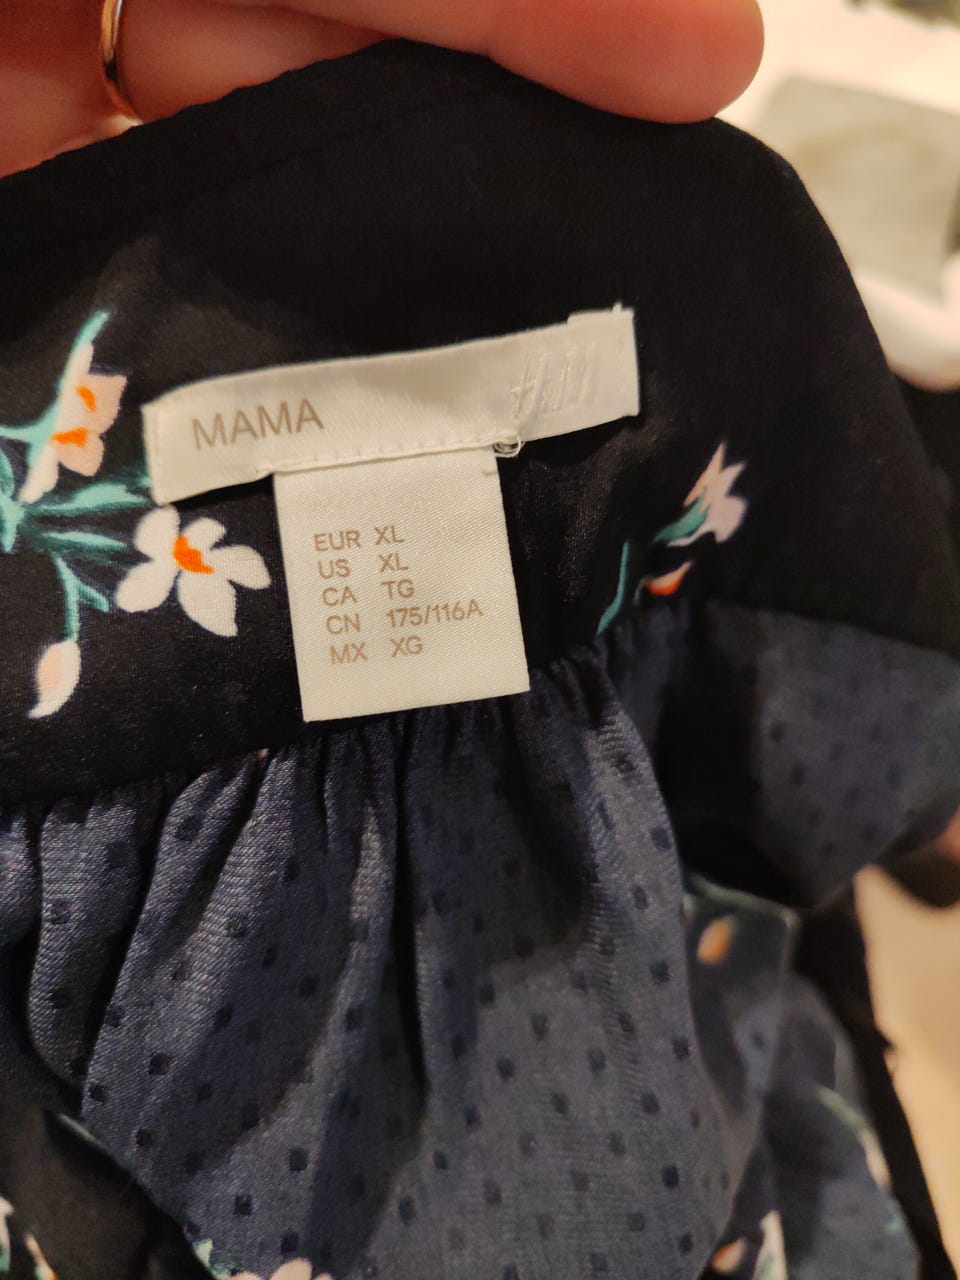 MAMA H&M
EUR XL
US XL
CA TG
CN 175/116A
MX XG